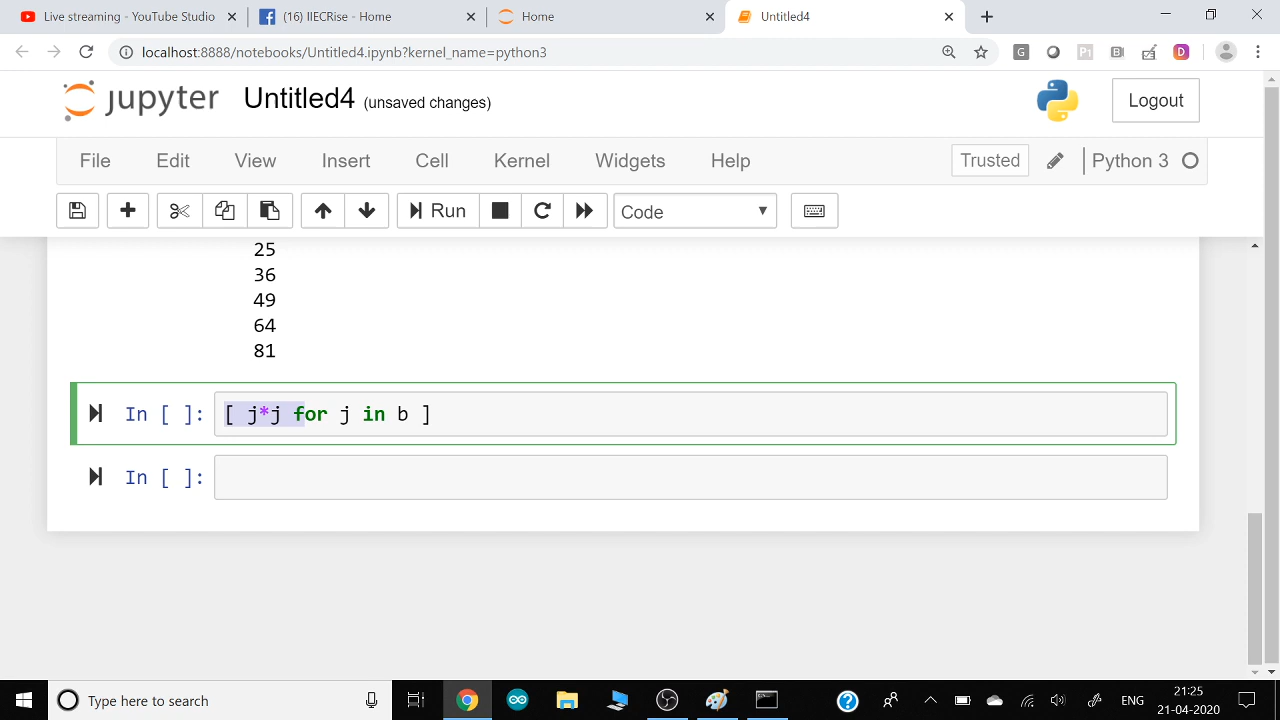 live streaming - YouTube Studio
(16) IIECRise - Home
Home
Untitled4
localhost:8888/notebooks/Untitled4.ipynb?kernel_name=python3
jupyter Untitled4 (unsaved changes)
Logout
File Edit View Insert Cell Kernel Widgets Help
Trusted
Python 3
Run
Code
25
36
49
64
81
In [ ]: [ j*j for j in b ]
In [ ]:
Type here to search
ENG
21:25
21-04-2020